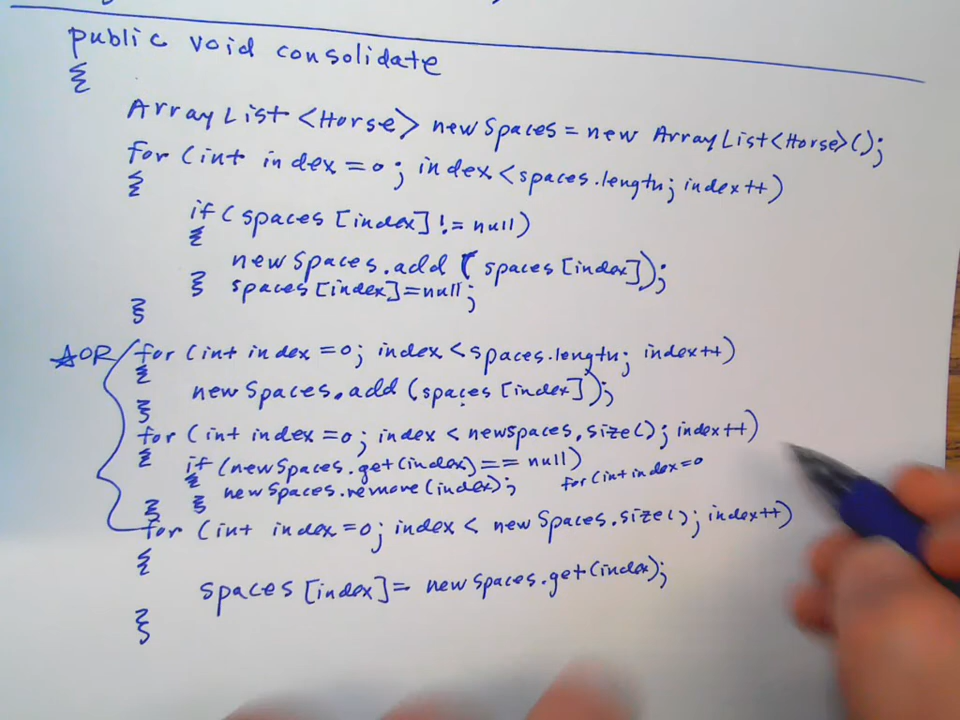 public void consolidate
{
ArrayList <Horse> newSpaces = new ArrayList<Horse>();
for (int index = 0; index < spaces.length; index++)
{
if (spaces [index] != null)
{
newSpaces.add (spaces [index]);
} spaces [index] = null;
}
☆OR for (int index = 0; index < spaces.length; index++)
{
newSpaces.add (spaces [index]);
}
for (int index = 0; index < newspaces.size(); index++)
{ if (newSpaces.get(index) == null)
{ newSpaces.remove (index); for (int index = 0
} }
for (int index = 0; index < newSpaces.size(); index++)
{
spaces [index] = newspaces.get(index);
}